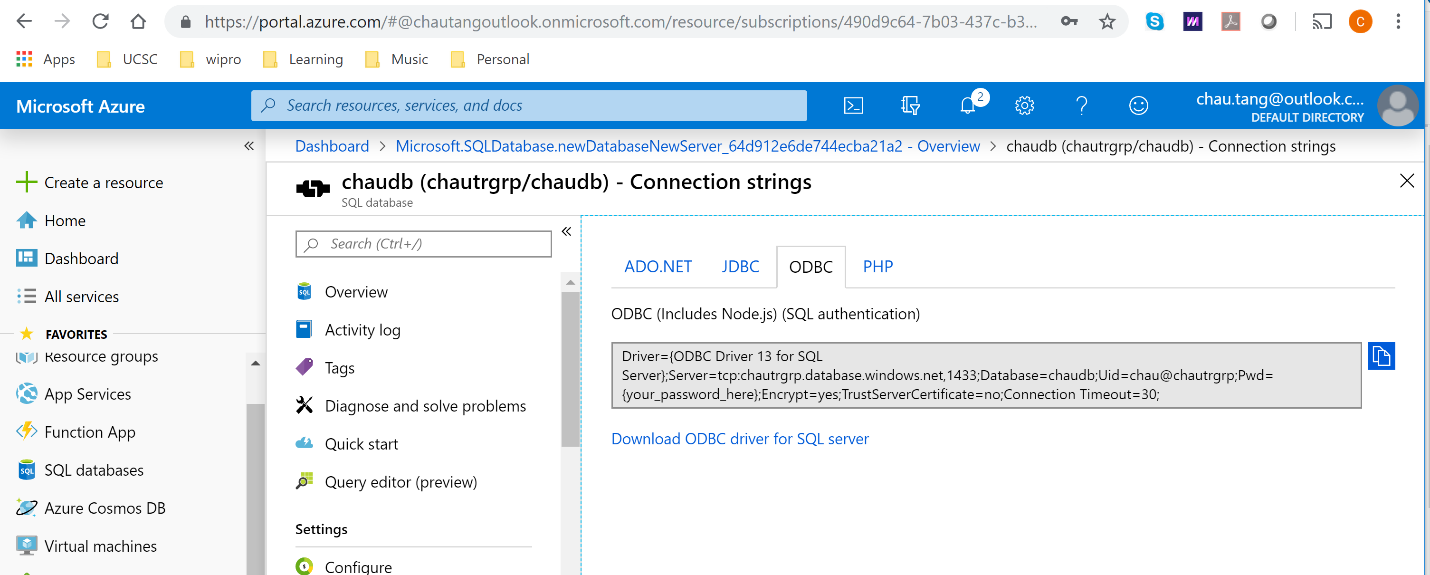 https://portal.azure.com/#@chautangoutlook.onmicrosoft.com/resource/subscriptions/490d9c64-7b03-437c-b3...
C
Apps UCSC wipro Learning Music Personal
Microsoft Azure
Search resources, services, and docs
2
chau.tang@outlook.c...
DEFAULT DIRECTORY
Dashboard > Microsoft.SQLDatabase.newDatabaseNewServer_64d912e6de744ecba21a2 - Overview > chaudb (chautrgrp/chaudb) - Connection strings
Create a resource
Home
Dashboard
All services
FAVORITES
Resource groups
App Services
Function App
SQL databases
Azure Cosmos DB
Virtual machines
chaudb (chautrgrp/chaudb) - Connection strings
SQL database
Search (Ctrl+/)
Overview
Activity log
Tags
Diagnose and solve problems
Quick start
Query editor (preview)
Settings
Configure
ADO.NET JDBC ODBC PHP
ODBC (Includes Node.js) (SQL authentication)
Driver={ODBC Driver 13 for SQL
Server};Server=tcp:chautrgrp.database.windows.net,1433;Database=chaudb;Uid=chau@chautrgrp;Pwd=
{your_password_here};Encrypt=yes;TrustServerCertificate=no;Connection Timeout=30;
Download ODBC driver for SQL server